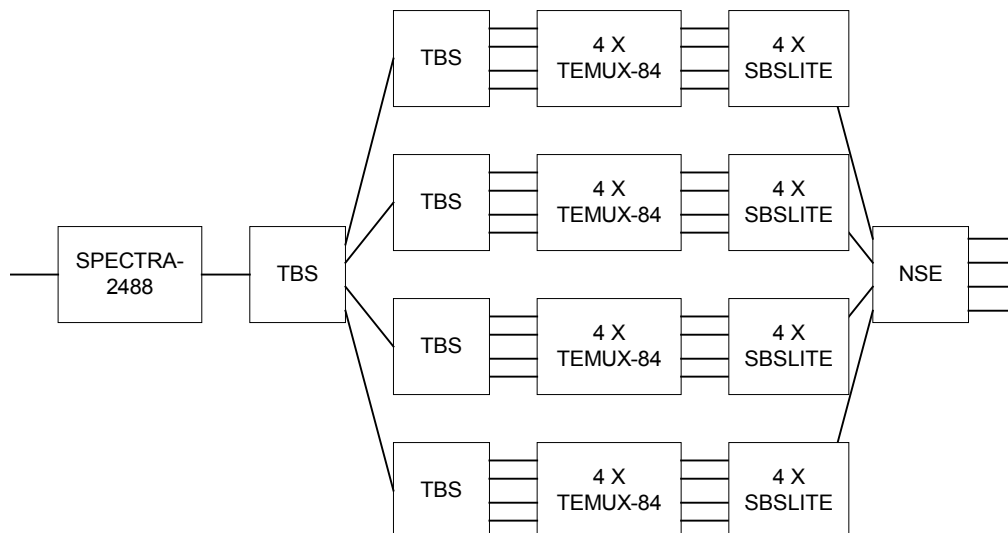 TBS
4 X
TEMUX-84
4 X
SBSLITE
TBS
4 X
TEMUX-84
4 X
SBSLITE
SPECTRA-
2488
TBS
NSE
TBS
4 X
TEMUX-84
4 X
SBSLITE
TBS
4 X
TEMUX-84
4 X
SBSLITE